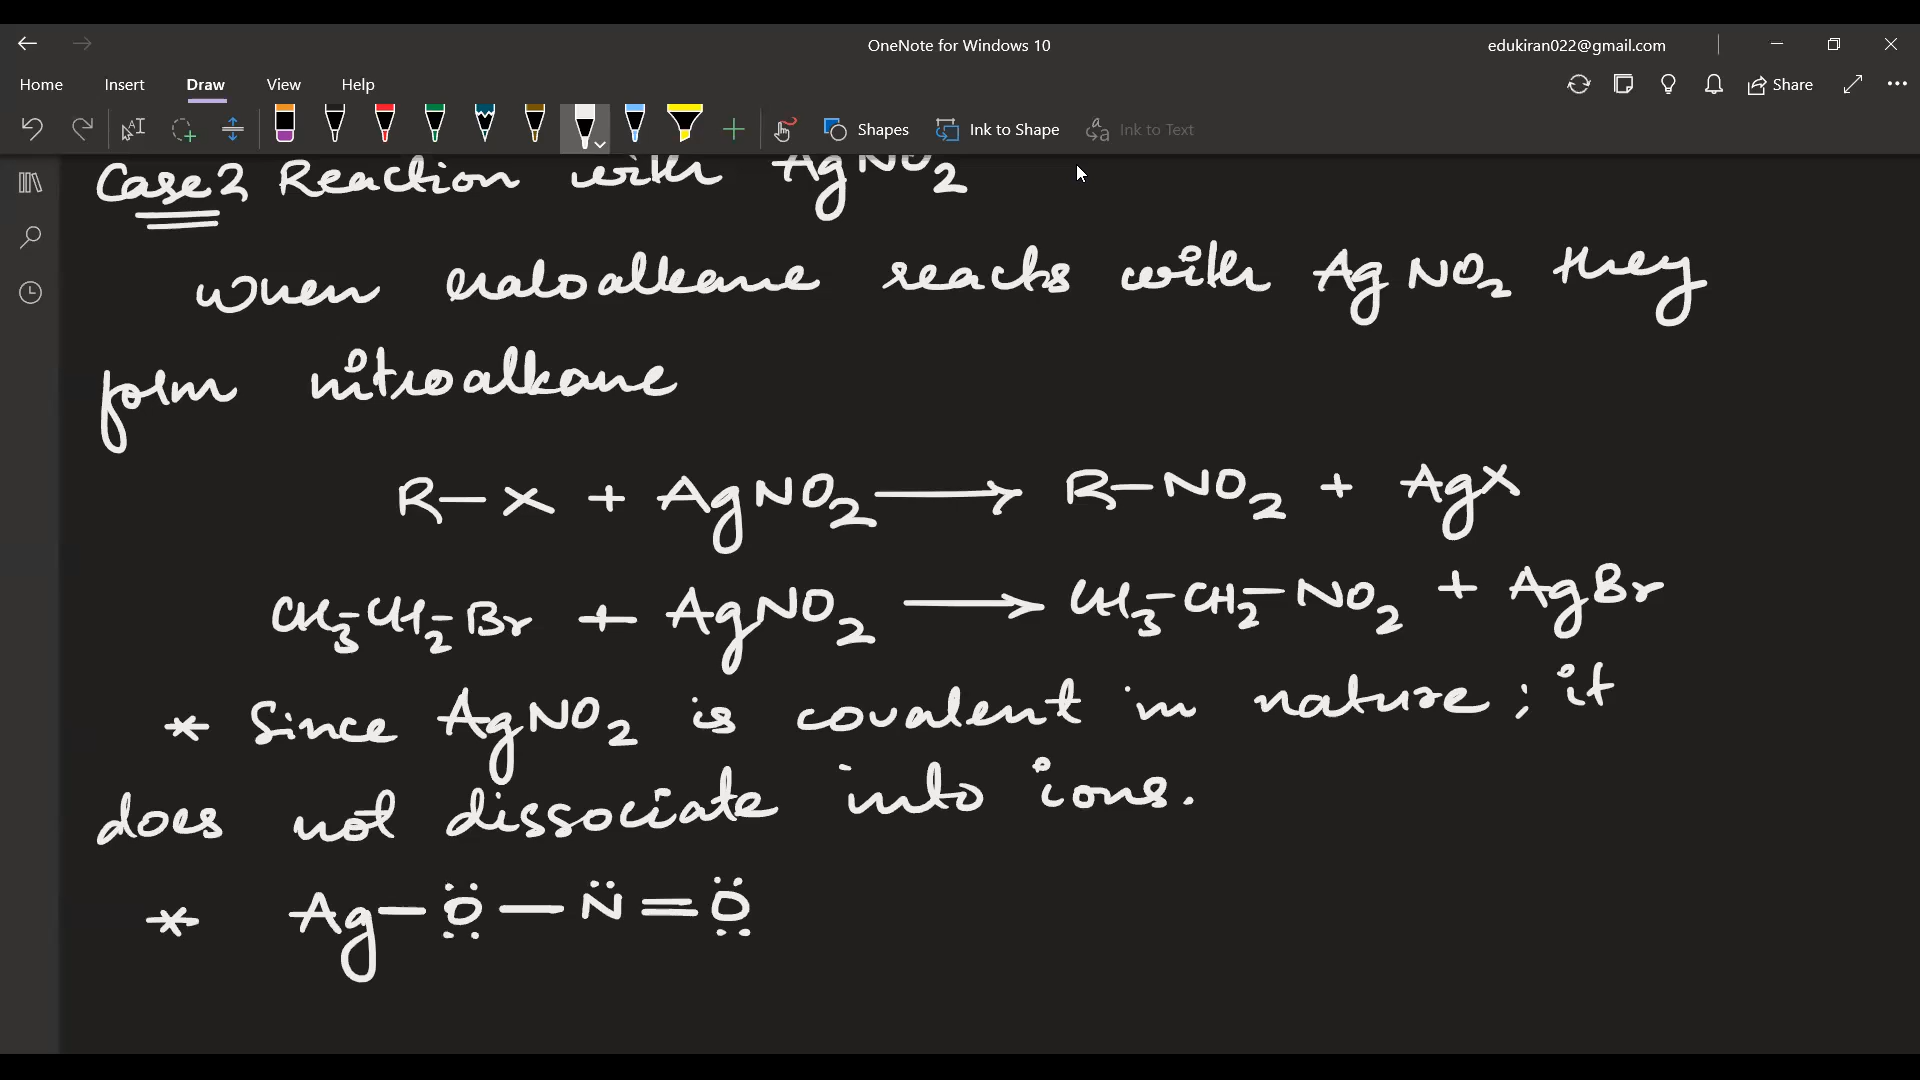 OneNote for Windows 10
edukiran022@gmail.com
Home Insert Draw View Help
Share
Shapes Ink to Shape Ink to Text
Case2 Reaction with AgNO2
when haloalkane reacts with AgNO2 they
form nitroalkane
R-X + AgNO2 ⟶ R-NO2 + AgX
CH3-CH2-Br + AgNO2 ⟶ CH3-CH2-NO2 + AgBr
* Since AgNO2 is covalent in nature; it
does not dissociate into ions.
* Ag-O-N=O